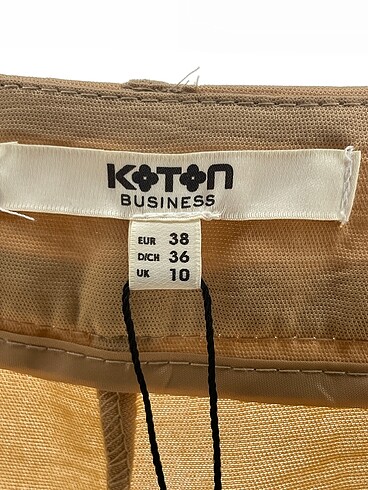 KOTON
BUSINESS
EUR 38
D/CH 36
UK 10